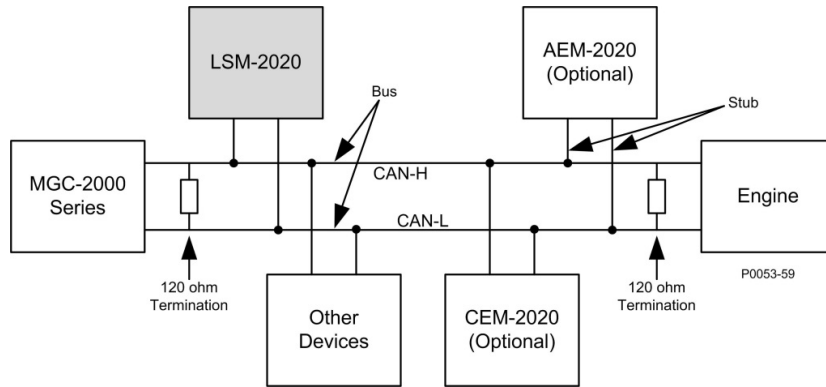 LSM-2020
AEM-2020
(Optional)
Bus
Stub
MGC-2000
Series
CAN-H
CAN-L
Engine
P0053-59
120 ohm
Termination
Other
Devices
CEM-2020
(Optional)
120 ohm
Termination